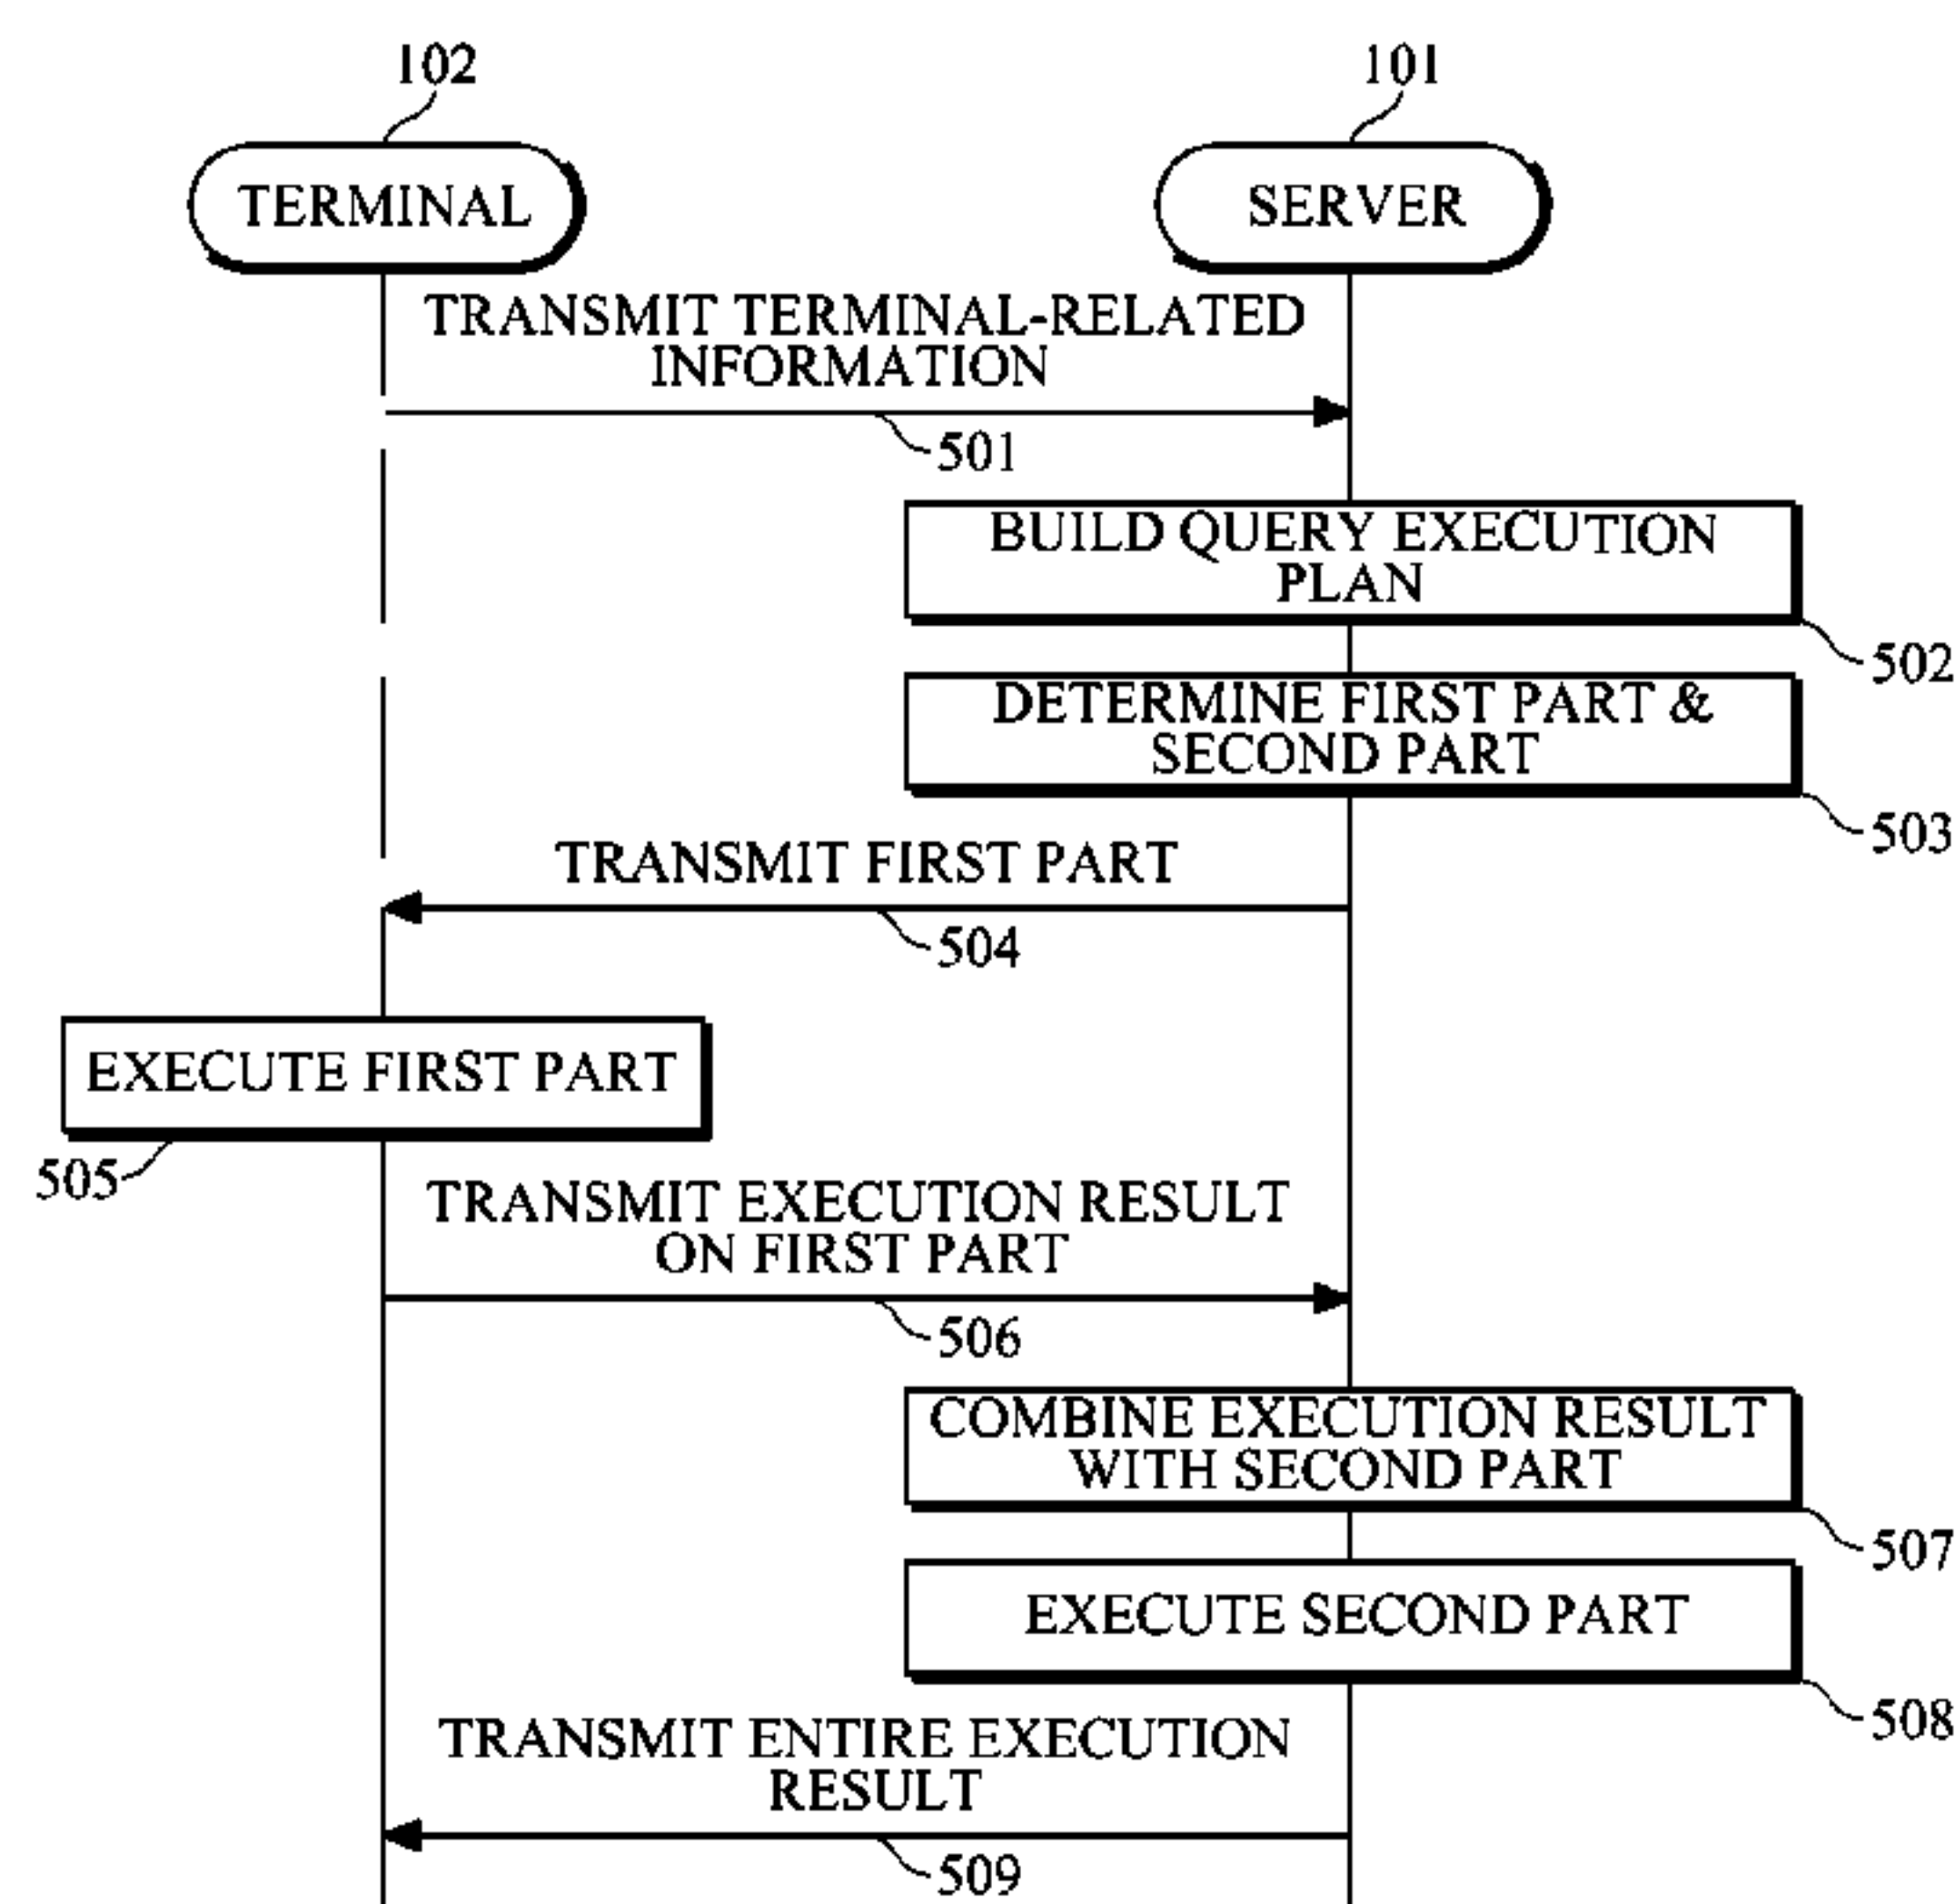 102
101
TERMINAL
SERVER
TRANSMIT TERMINAL-RELATED
INFORMATION
501
BUILD QUERY EXECUTION
PLAN
502
DETERMINE FIRST PART &
SECOND PART
503
TRANSMIT FIRST PART
504
EXECUTE FIRST PART
505
TRANSMIT EXECUTION RESULT
ON FIRST PART
506
COMBINE EXECUTION RESULT
WITH SECOND PART
507
EXECUTE SECOND PART
508
TRANSMIT ENTIRE EXECUTION
RESULT
509